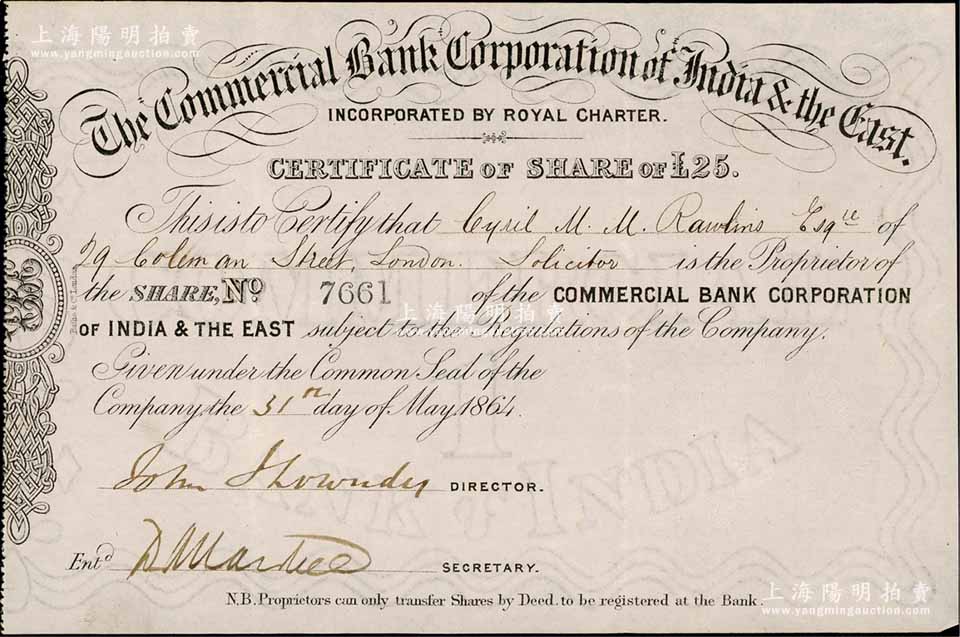 上海陽明拍賣
www.yangmingauction.com
The Commercial Bank Corporation of India & the East.
INCORPORATED BY ROYAL CHARTER.
CERTIFICATE OF SHARE OF £25.
This is to Certify that Cyril M. M. Rawlins Esqre of
29 Coleman Street, London. Solicitor is the Proprietor of
the SHARE, No 7661 of the COMMERCIAL BANK CORPORATION
上海陽明拍賣
www.yangmingauction.com
OF INDIA & THE EAST subject to the Regulations of the Company.
Given under the Common Seal of the
Company, the 31st day of May 1864.
John DIRECTOR.
Entd SECRETARY.
N.B. Proprietors can only transfer Shares by Deed to be registered at the Bank.
上海陽明拍賣
www.yangmingauction.com